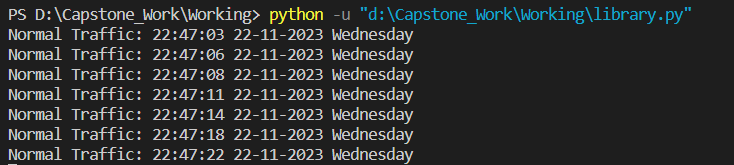 PS D:\Capstone_Work\Working> python -u "d:\Capstone_Work\Working\library.py"
Normal Traffic: 22:47:03 22-11-2023 Wednesday
Normal Traffic: 22:47:06 22-11-2023 Wednesday
Normal Traffic: 22:47:08 22-11-2023 Wednesday
Normal Traffic: 22:47:11 22-11-2023 Wednesday
Normal Traffic: 22:47:14 22-11-2023 Wednesday
Normal Traffic: 22:47:18 22-11-2023 Wednesday
Normal Traffic: 22:47:22 22-11-2023 Wednesday